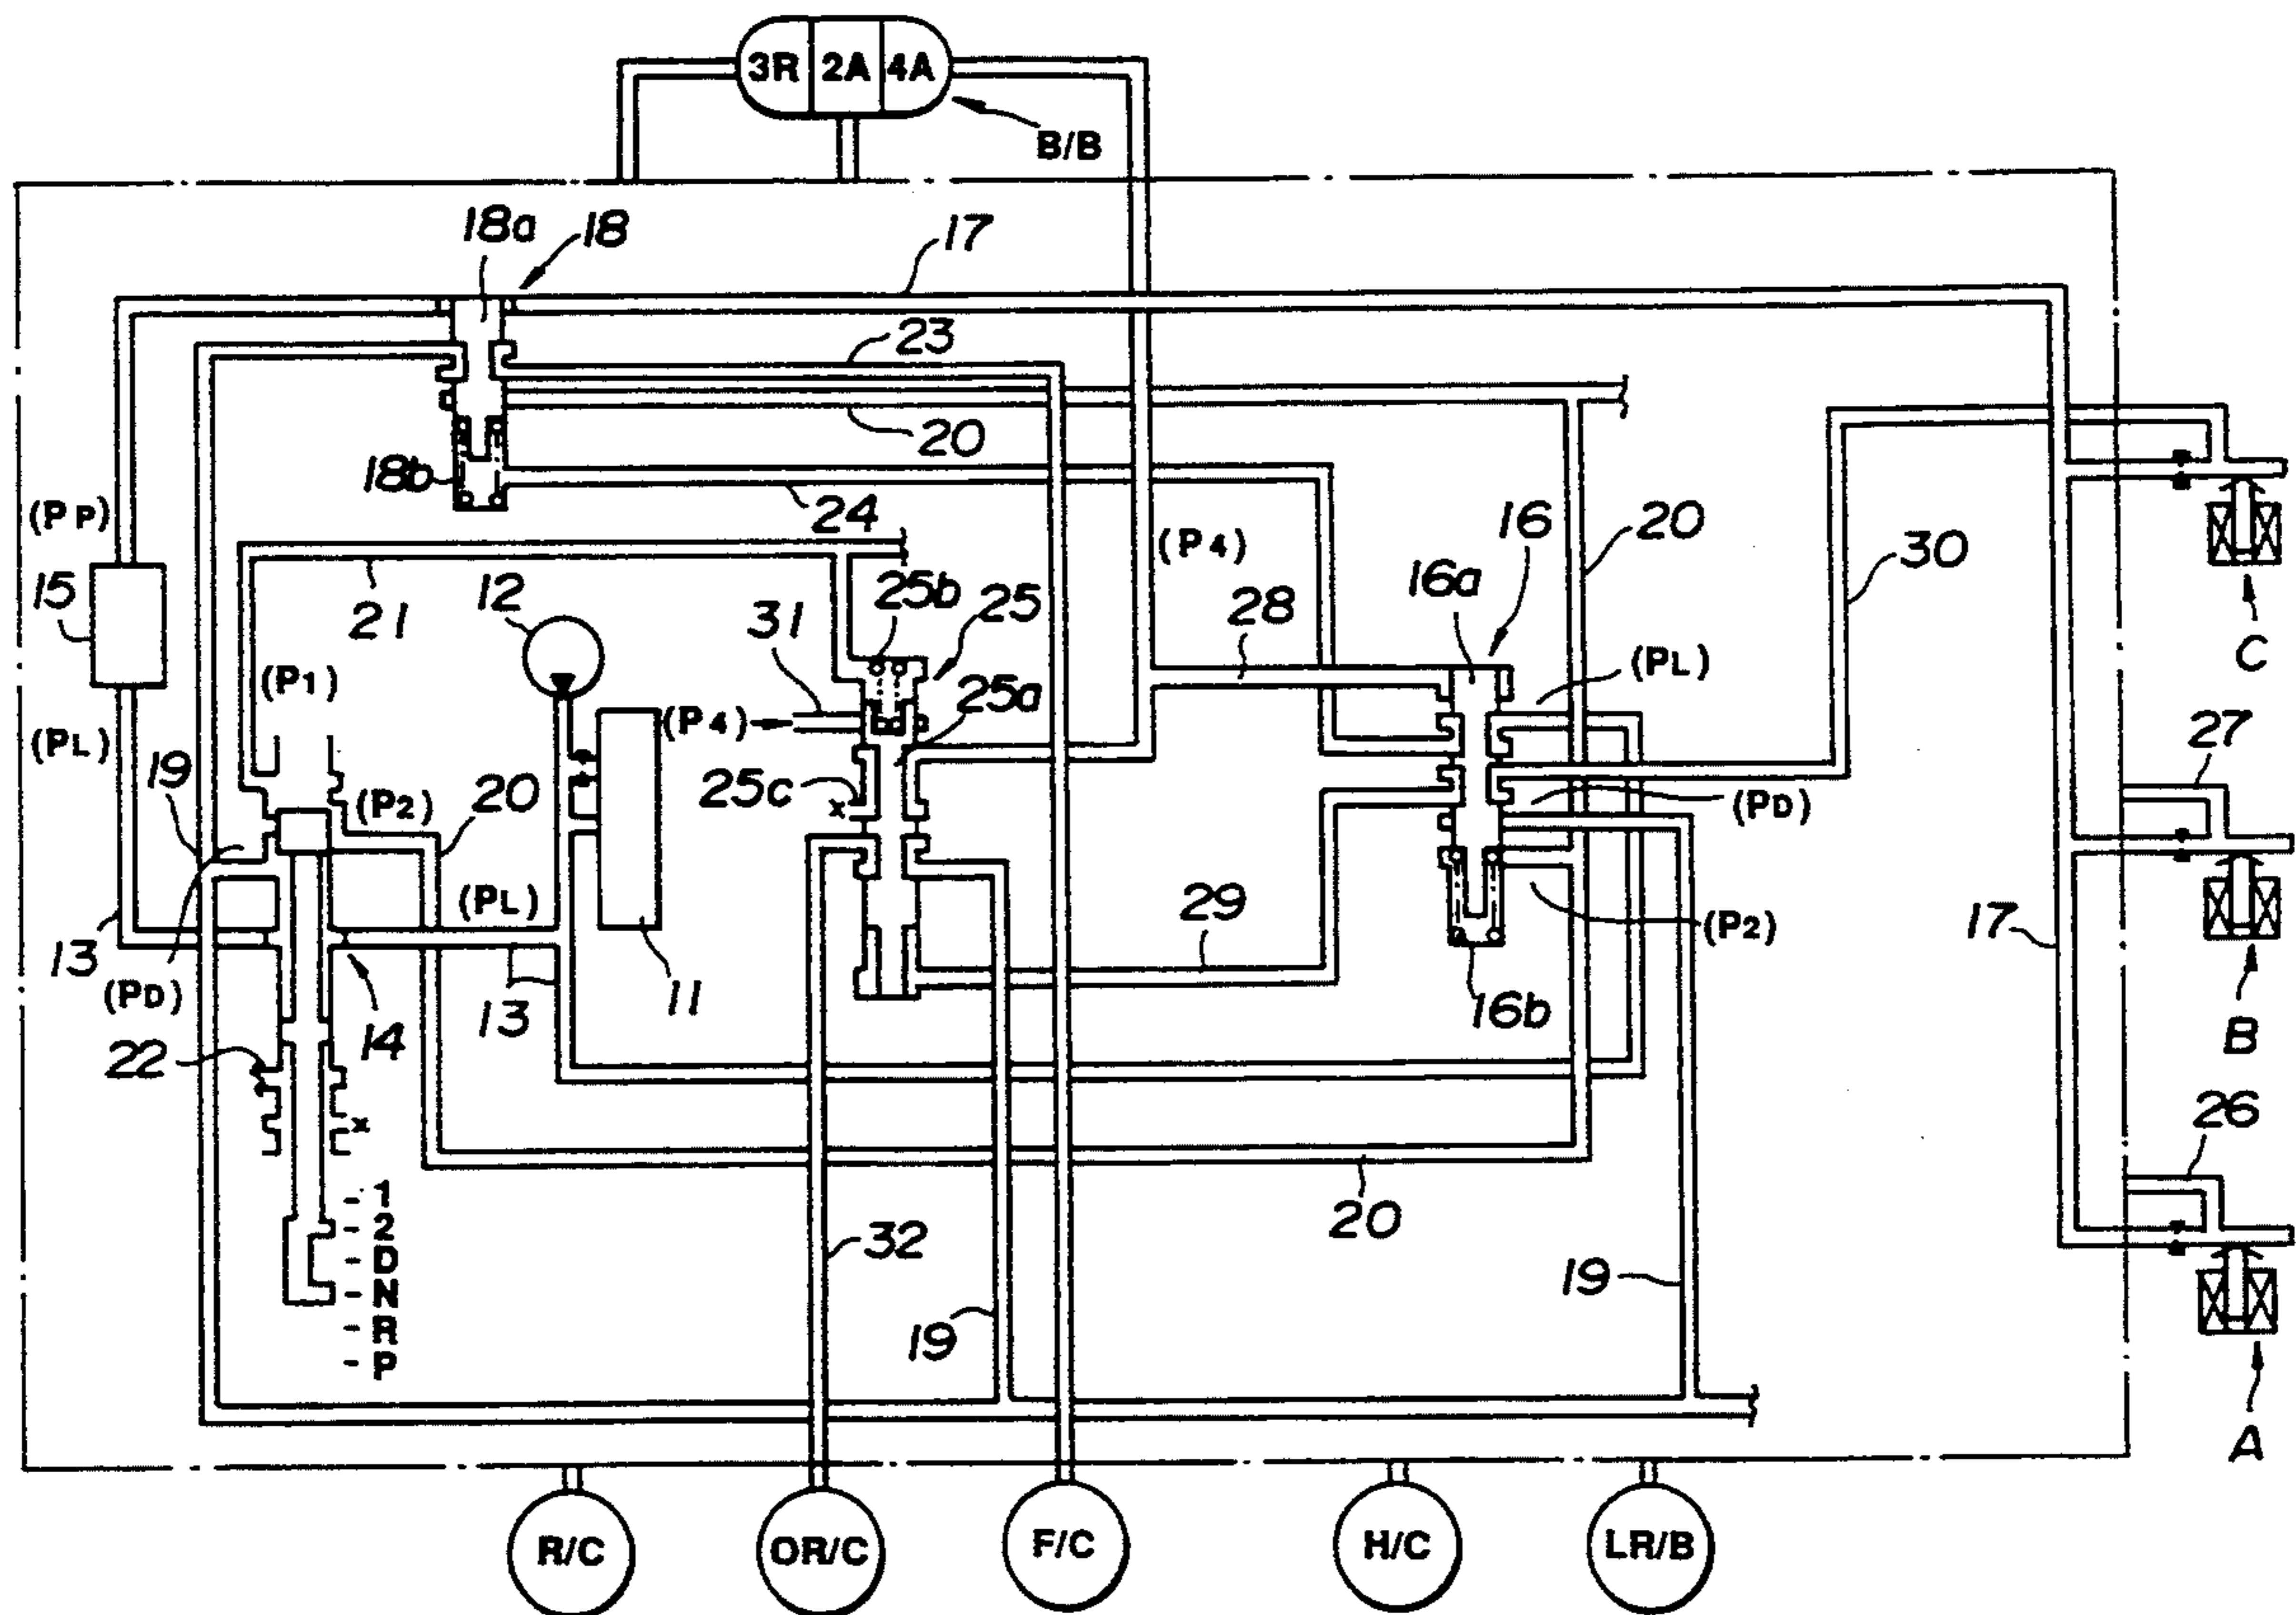 3R 2A 4A
B/B
18a 18 17
23
20
18b
24
(PP)
(P4) 16 20
30
15
21 12 25b 25 16a
C
31 28
(P1) (PL)
25a
(P4)
(PL)
27
19 20 25c
(P2) (PD)
(PL) 29
(P2) 17
13
(PD) 13 11 16b
22 14 B
x
x
26
1
2
D
N
R
P
32 20
19 19
A
R/C OR/C F/C H/C LR/B